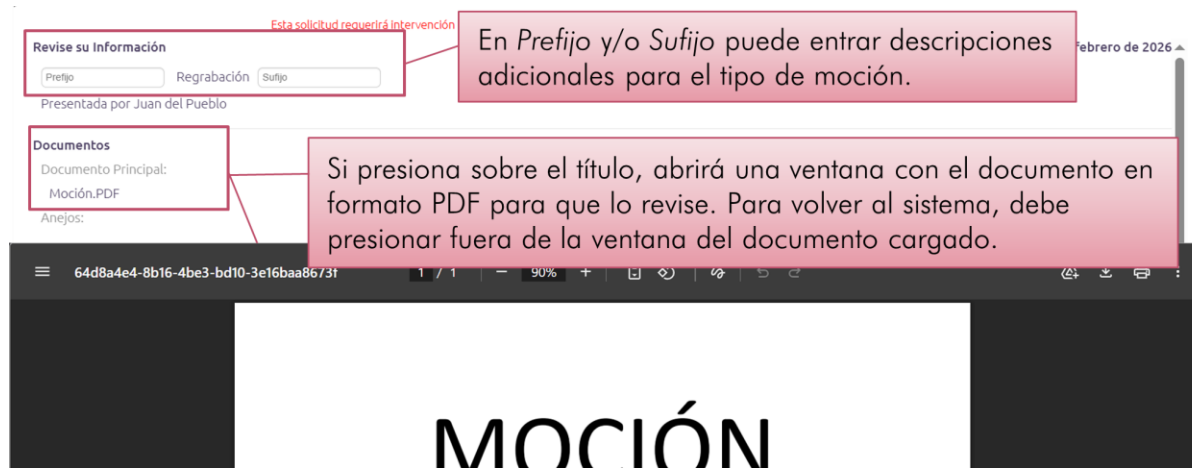 Esta solicitud requerirá intervención
Revise su Información
Prefijo Regrabación Sufijo
Presentada por Juan del Pueblo
En Prefijo y/o Sufijo puede entrar descripciones
adicionales para el tipo de moción.
febrero de 2026
Documentos
Documento Principal:
Moción.PDF
Anejos:
Si presiona sobre el título, abrirá una ventana con el documento en
formato PDF para que lo revise. Para volver al sistema, debe
presionar fuera de la ventana del documento cargado.
64d8a4e4-8b16-4be3-bd10-3e16baa8673f 1 / 1 90%
MOCIÓN